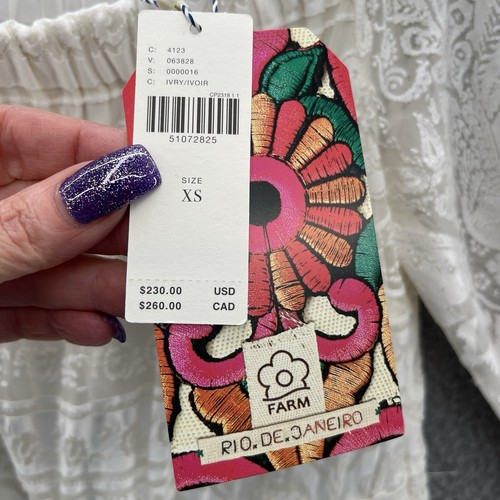 C: 4123
V: 063828
S: 0000016
C: IVRY/IVOIR
CP2318 1 1
51072825
SIZE
XS
$230.00 USD
$260.00 CAD
FARM
RIO.DE.JANEIRO